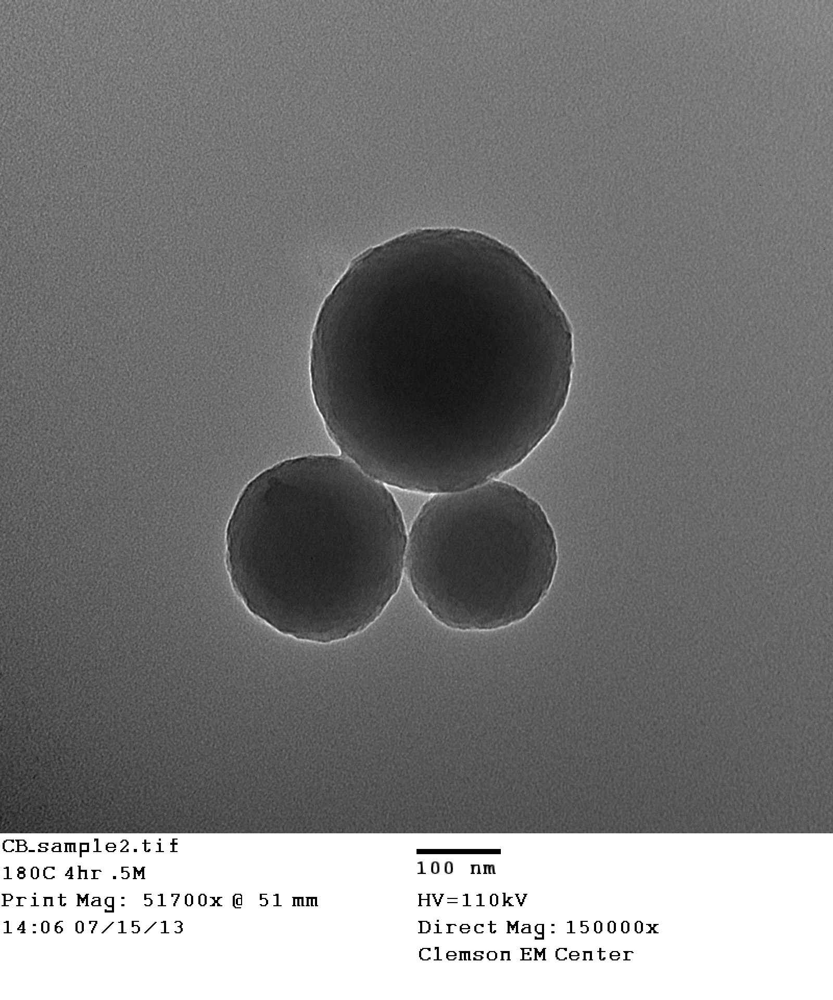 CB_sample2.tif
180C 4hr .5M
Print Mag: 51700x @ 51 mm
14:06 07/15/13
100 nm
HV=110kV
Direct Mag: 150000x
Clemson EM Center